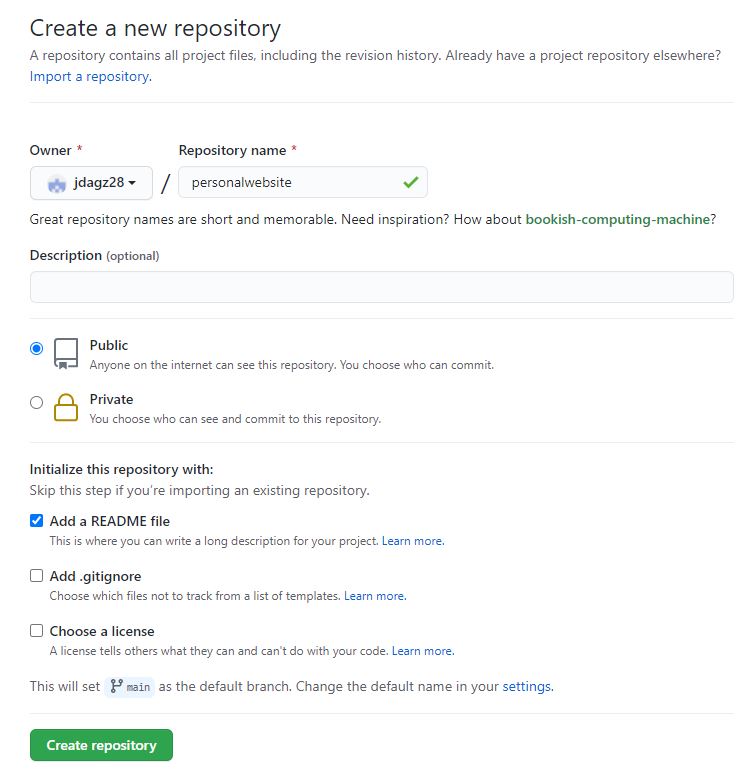 Create a new repository
A repository contains all project files, including the revision history. Already have a project repository elsewhere?
Import a repository.
Owner * Repository name *
jdagz28 / personalwebsite
Great repository names are short and memorable. Need inspiration? How about bookish-computing-machine?
Description (optional)
Public
Anyone on the internet can see this repository. You choose who can commit.
Private
You choose who can see and commit to this repository.
Initialize this repository with:
Skip this step if you're importing an existing repository.
Add a README file
This is where you can write a long description for your project. Learn more.
Add .gitignore
Choose which files not to track from a list of templates. Learn more.
Choose a license
A license tells others what they can and can't do with your code. Learn more.
This will set main as the default branch. Change the default name in your settings.
Create repository